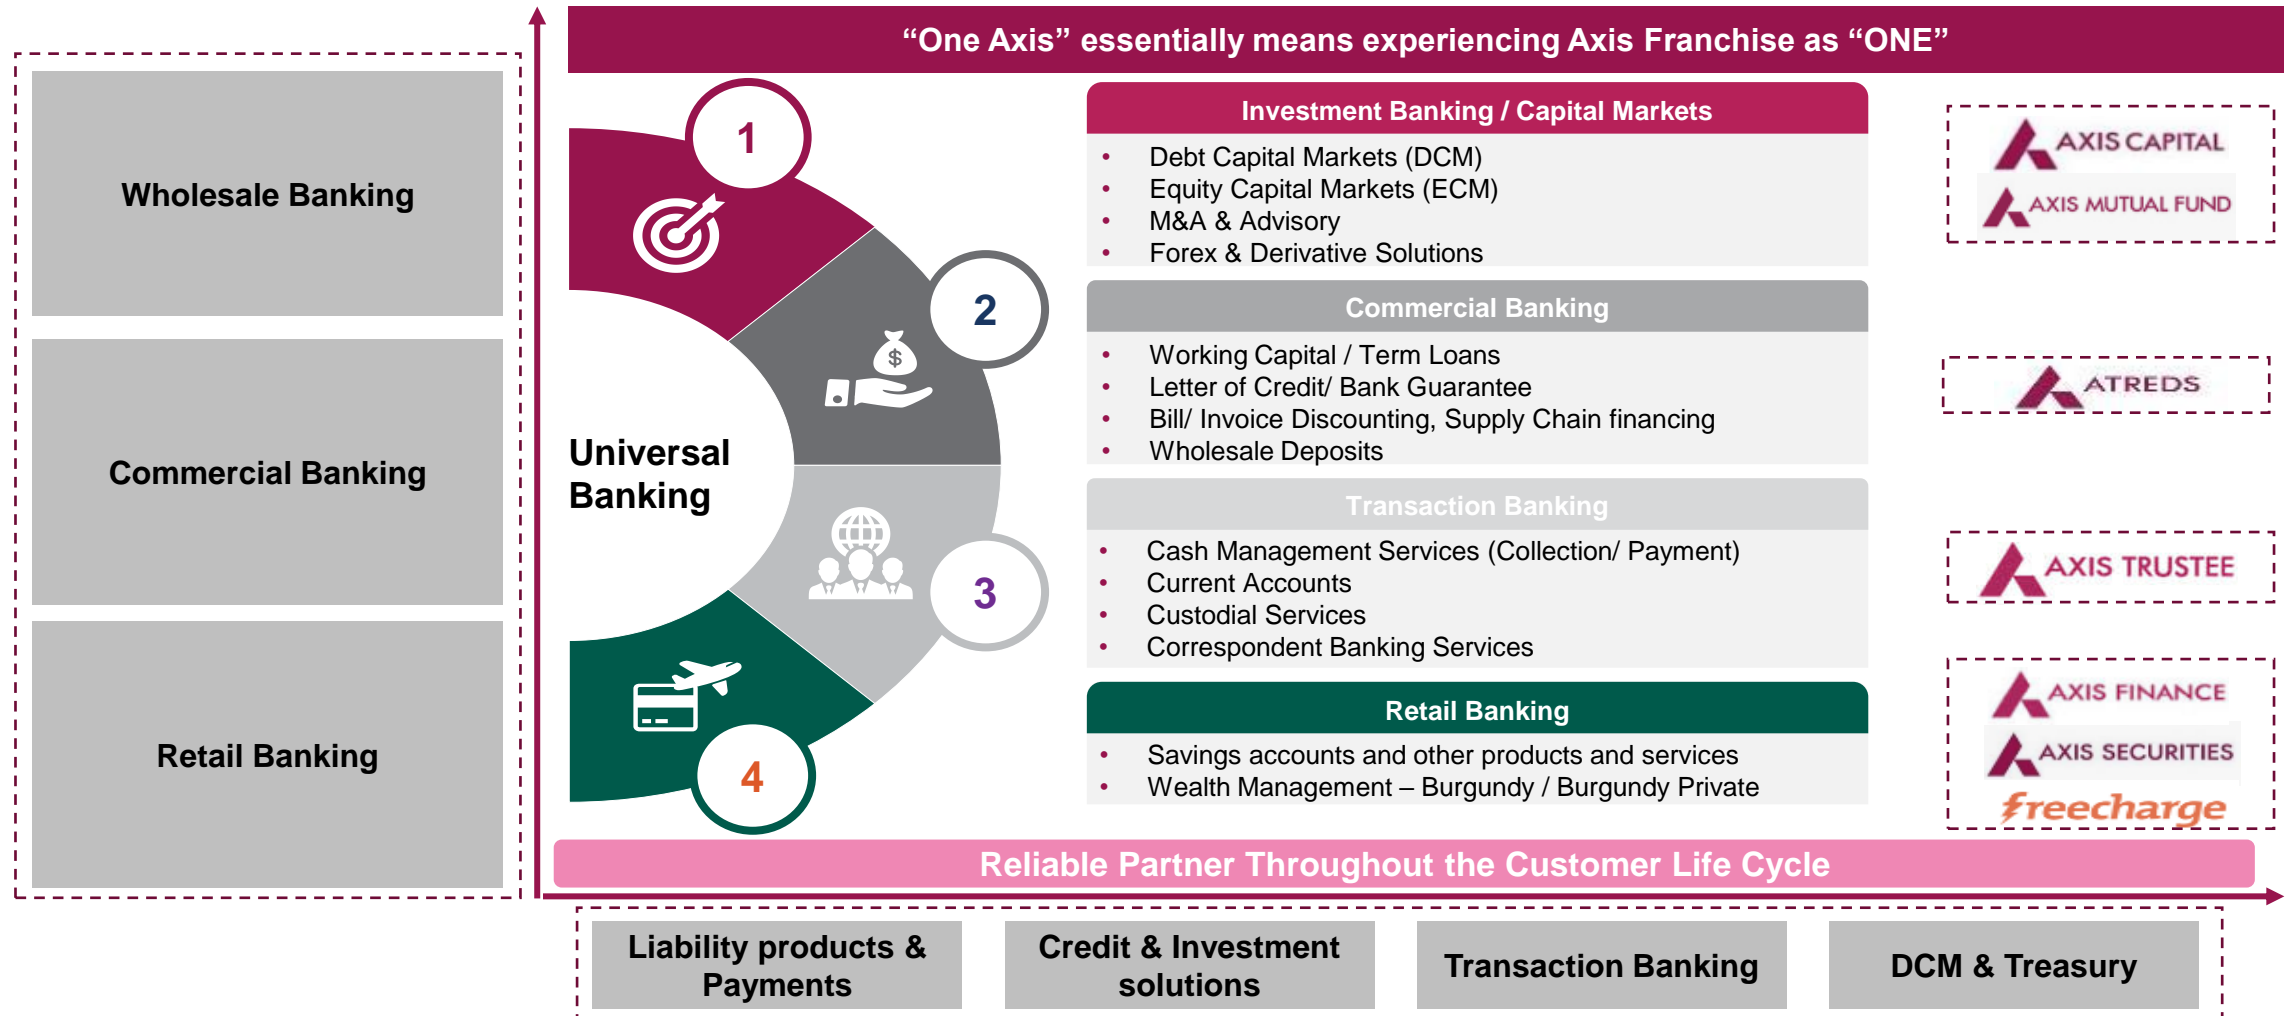 “One Axis” essentially means experiencing Axis Franchise as “ONE”
Wholesale Banking
Commercial Banking
Retail Banking
Universal
Banking
1
2
3
4
$
Investment Banking / Capital Markets
• Debt Capital Markets (DCM)
• Equity Capital Markets (ECM)
• M&A & Advisory
• Forex & Derivative Solutions
AXIS CAPITAL
AXIS MUTUAL FUND
Commercial Banking
• Working Capital / Term Loans
• Letter of Credit/ Bank Guarantee
• Bill/ Invoice Discounting, Supply Chain financing
• Wholesale Deposits
ATREDS
Transaction Banking
• Cash Management Services (Collection/ Payment)
• Current Accounts
• Custodial Services
• Correspondent Banking Services
AXIS TRUSTEE
Retail Banking
• Savings accounts and other products and services
• Wealth Management – Burgundy / Burgundy Private
AXIS FINANCE
AXIS SECURITIES
freecharge
Reliable Partner Throughout the Customer Life Cycle
Liability products &
Payments
Credit & Investment
solutions
Transaction Banking
DCM & Treasury